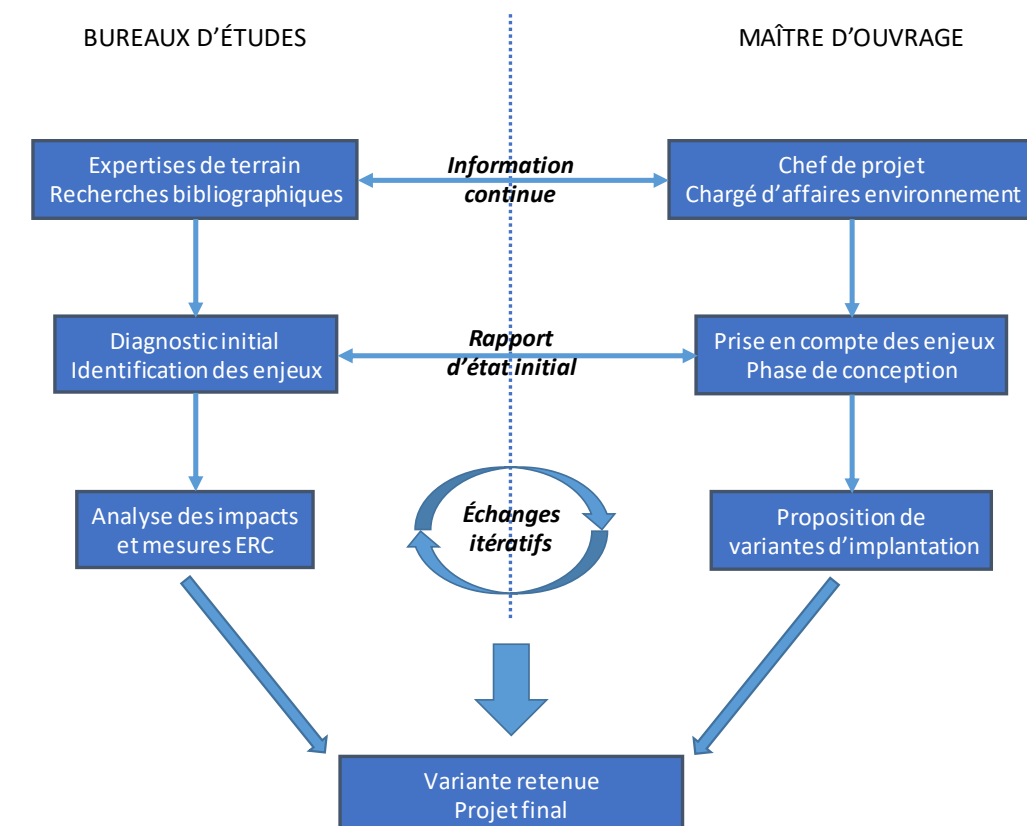 BUREAUX D'ÉTUDES
MAÎTRE D'OUVRAGE
Expertises de terrain
Recherches bibliographiques
Information
continue
Chef de projet
Chargé d'affaires environnement
Diagnostic initial
Identification des enjeux
Rapport
d'état initial
Prise en compte des enjeux
Phase de conception
Analyse des impacts
et mesures ERC
Échanges
itératifs
Proposition de
variantes d'implantation
Variante retenue
Projet final